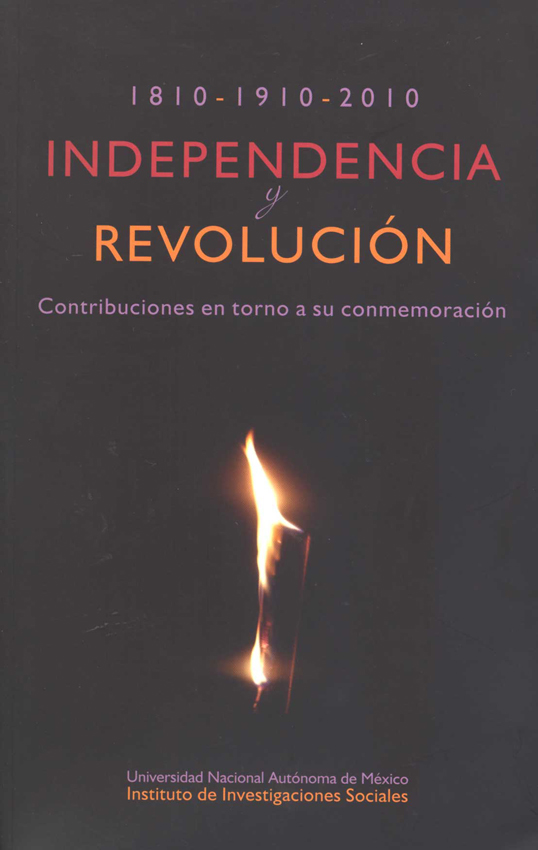 1810-1910-2010
INDEPENDENCIA
y
REVOLUCIÓN
Contribuciones en torno a su conmemoración
Universidad Nacional Autónoma de México
Instituto de Investigaciones Sociales